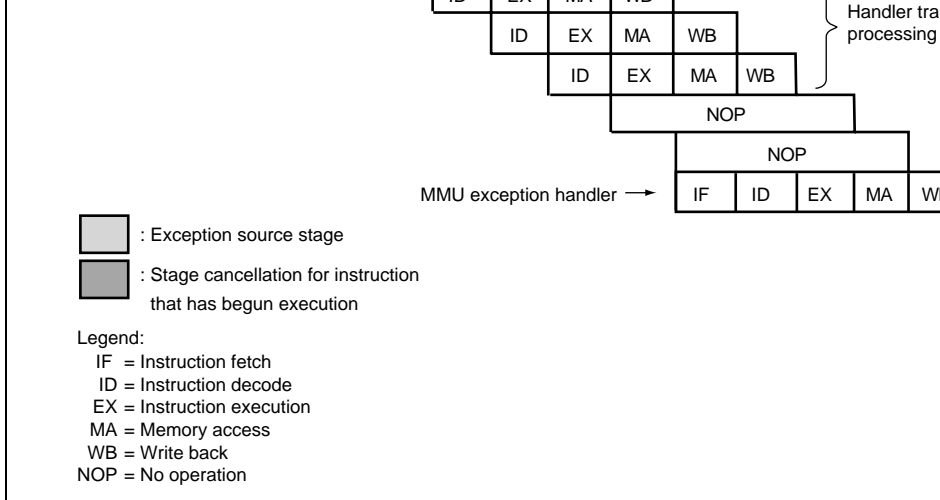 ID EX MA WB
Handler tra
ID EX MA WB
processing
ID EX MA WB
NOP
NOP
MMU exception handler → IF ID EX MA
: Exception source stage
: Stage cancellation for instruction
that has begun execution
Legend:
IF = Instruction fetch
ID = Instruction decode
EX = Instruction execution
MA = Memory access
WB = Write back
NOP = No operation